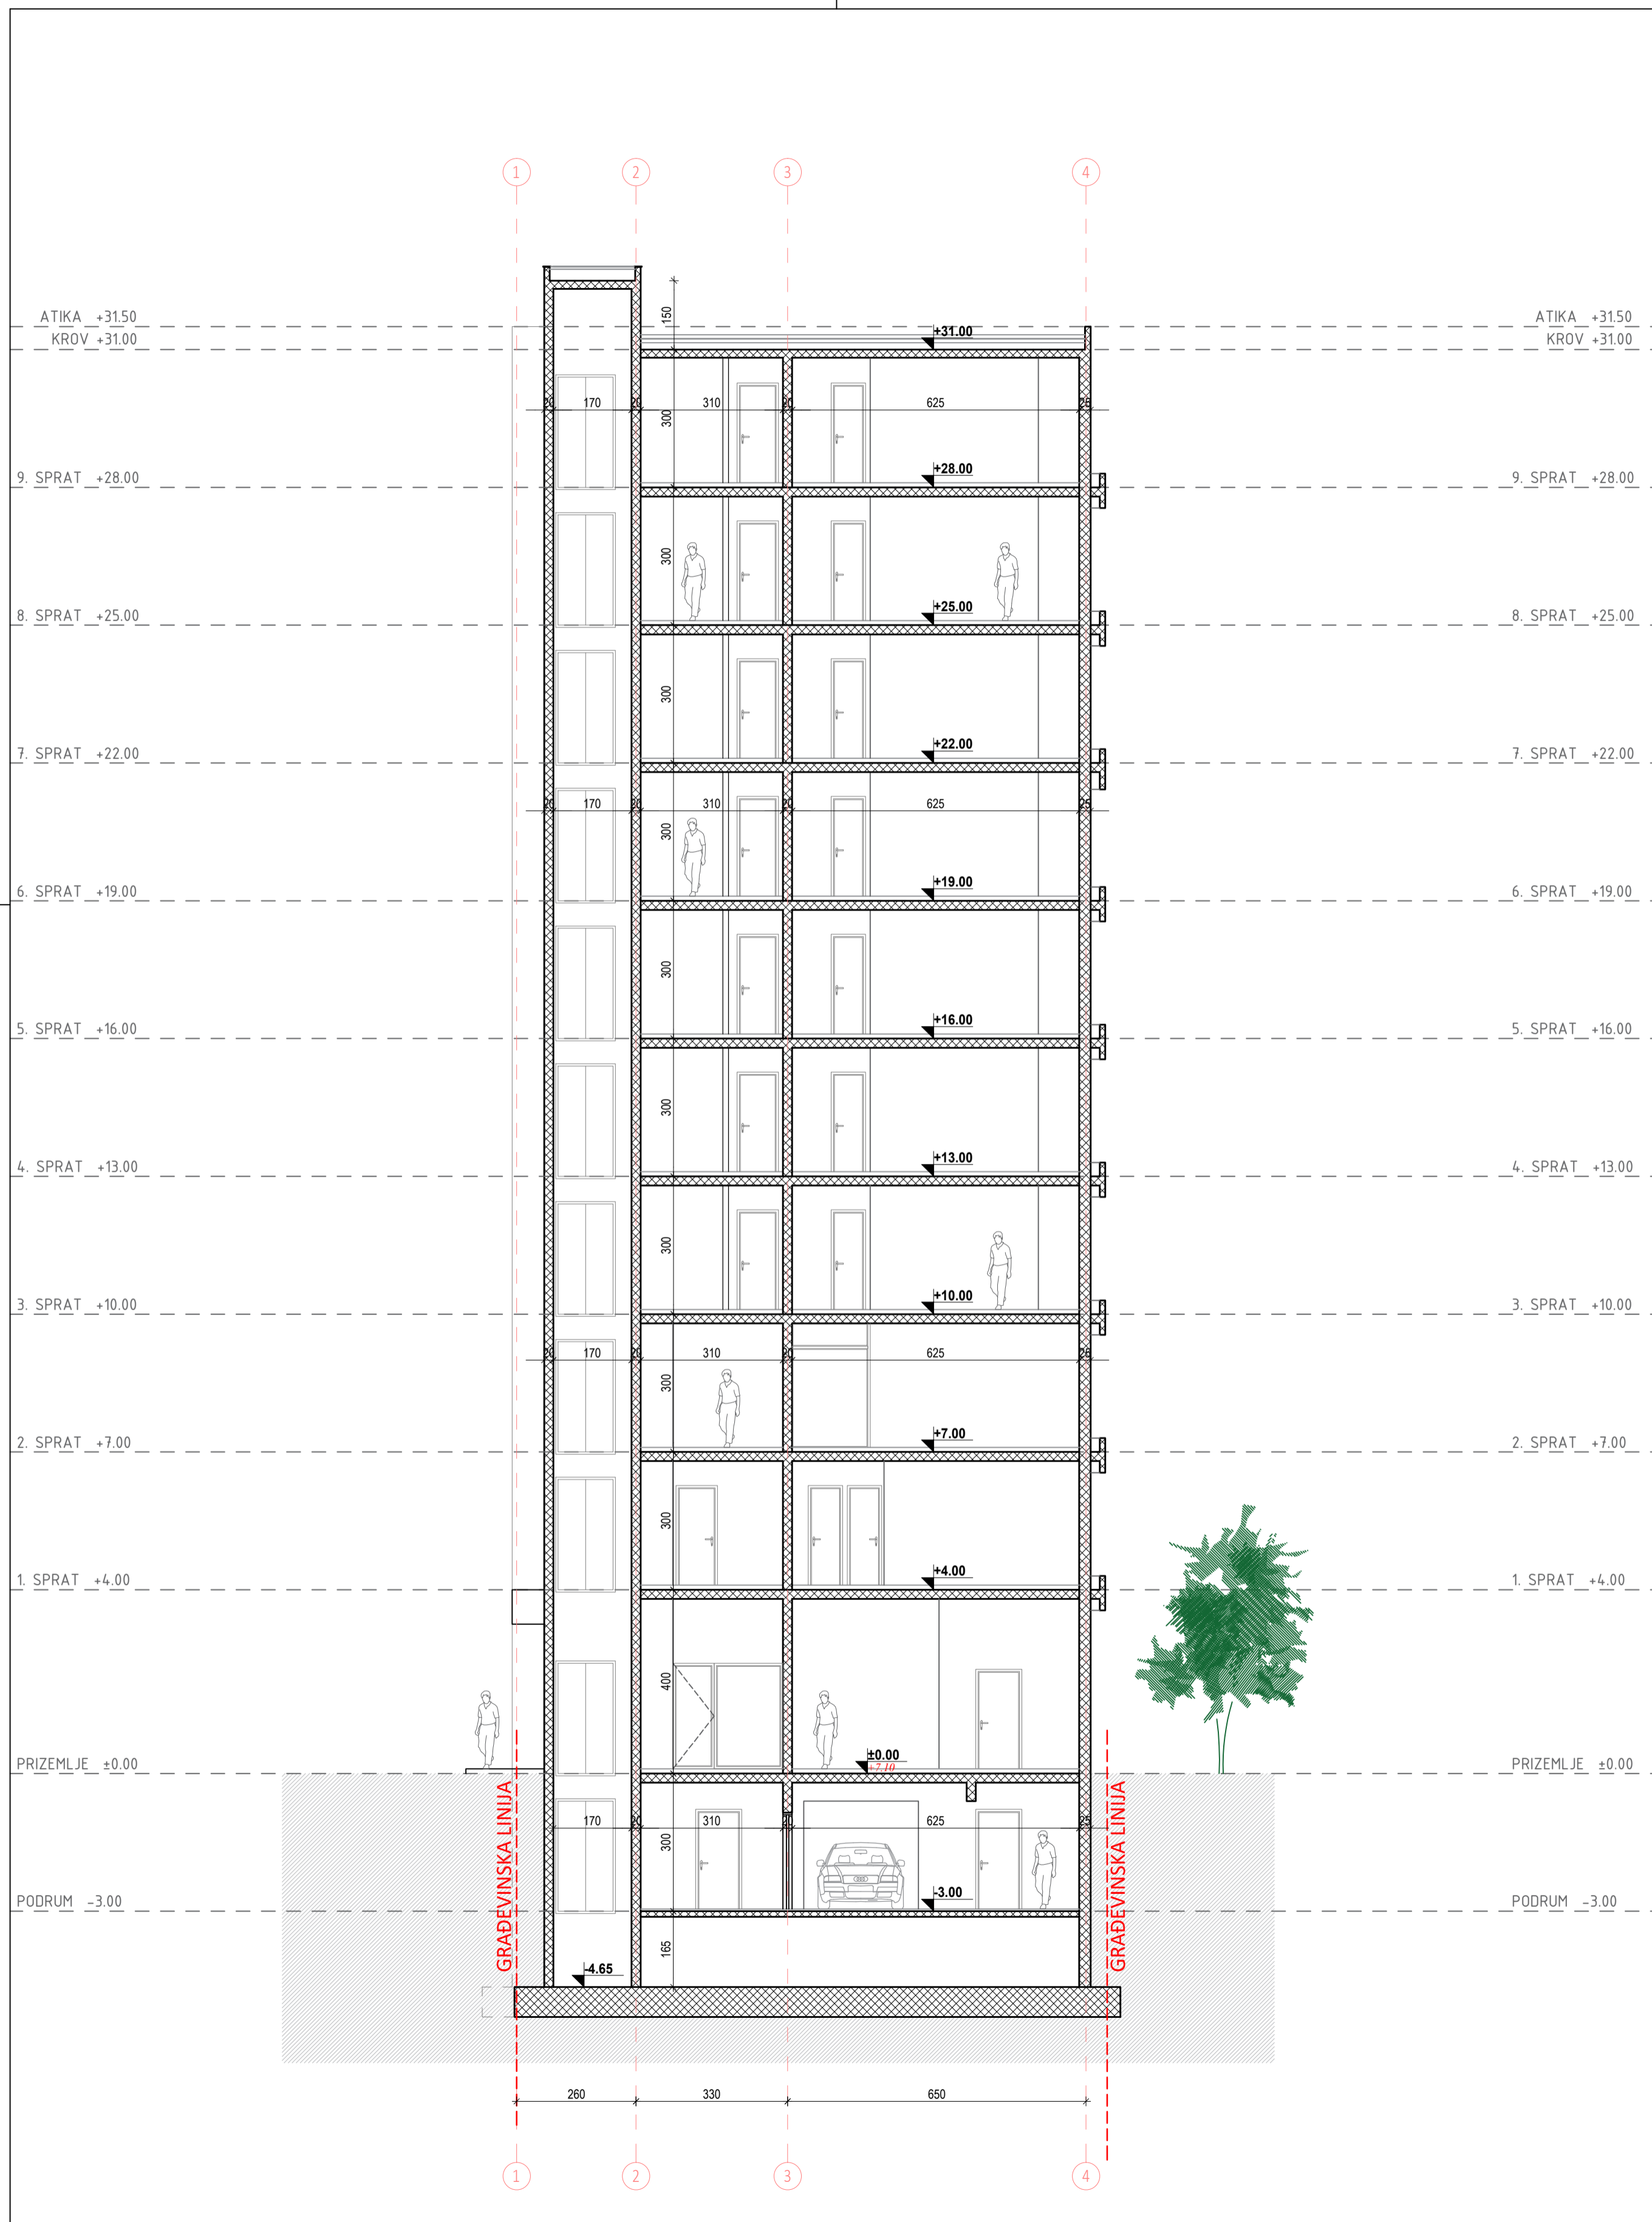 1 2 3 4
150
ATIKA +31.50 ATIKA +31.50
KROV +31.00 +31.00 KROV +31.00
20 170 20 310 20 625 25
300
9. SPRAT +28.00 +28.00 9. SPRAT +28.00
300
8. SPRAT +25.00 +25.00 8. SPRAT +25.00
300
7. SPRAT +22.00 +22.00 7. SPRAT +22.00
20 170 20 310 20 625 25
300
6. SPRAT +19.00 +19.00 6. SPRAT +19.00
300
5. SPRAT +16.00 +16.00 5. SPRAT +16.00
300
4. SPRAT +13.00 +13.00 4. SPRAT +13.00
300
3. SPRAT +10.00 +10.00 3. SPRAT +10.00
20 170 20 310 20 625 25
300
2. SPRAT +7.00 +7.00 2. SPRAT +7.00
300
1. SPRAT +4.00 +4.00 1. SPRAT +4.00
400
PRIZEMLJE ±0.00 ±0.00 PRIZEMLJE ±0.00
+7.10
GRAĐEVINSKA LINIJA
GRAĐEVINSKA LINIJA
170 20 310 20 625 25
300
PODRUM -3.00 -3.00 PODRUM -3.00
165
-4.65
260 330 650
1 2 3 4